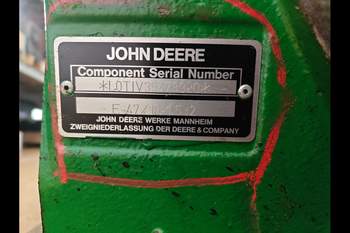 JOHN DEERE
Component Serial Number
JOHN DEERE WERKE MANNHEIM
ZWEIGNIEDERLASSUNG DER DEERE & COMPANY